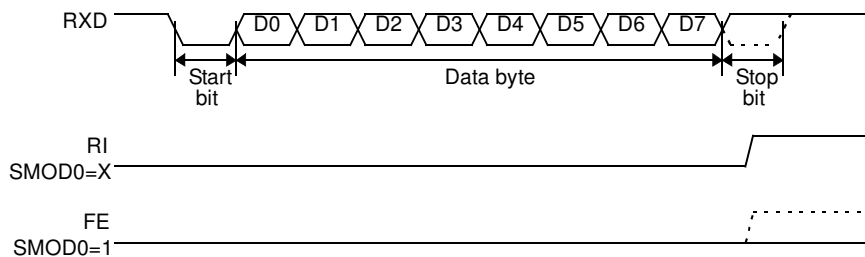 RXD D0 D1 D2 D3 D4 D5 D6 D7
Start Data byte Stop
bit bit
RI
SMOD0=X
FE
SMOD0=1